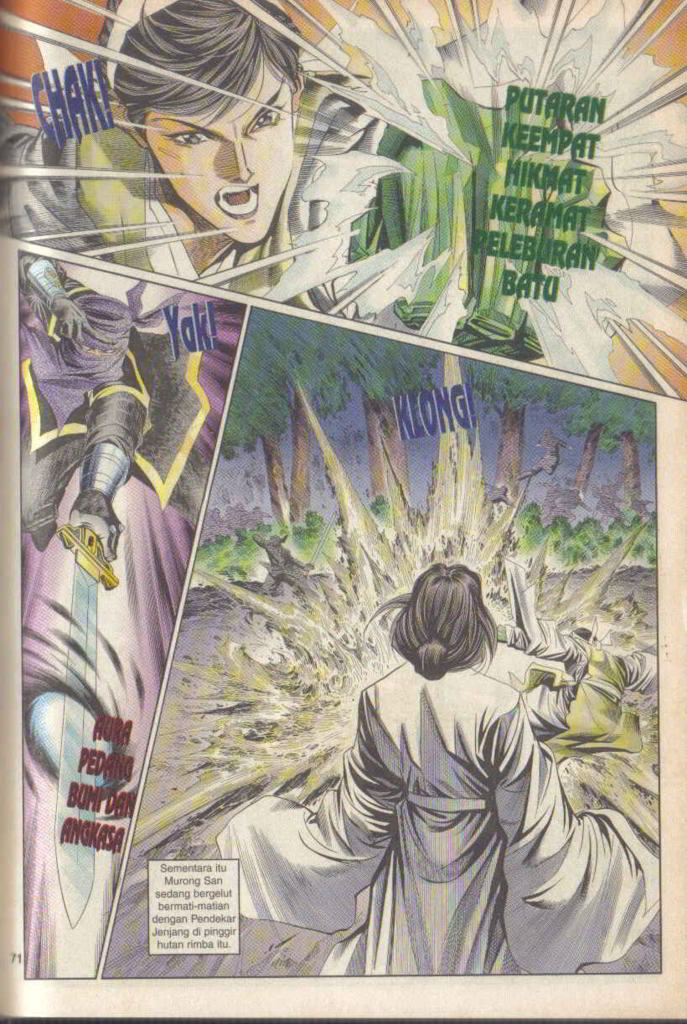 CHAK!
PUTARAN
KEEMPAT
HIKMAT
KERAMAT
PELEBURAN
BATU
Yak!
KLONG!
AURA
PEDANG
BUMI DAN
ANGKASA
Sementara itu
Murong San
sedang bergelut
bermati-matian
dengan Pendekar
Jenjang di pinggir
hutan rimba itu.
71